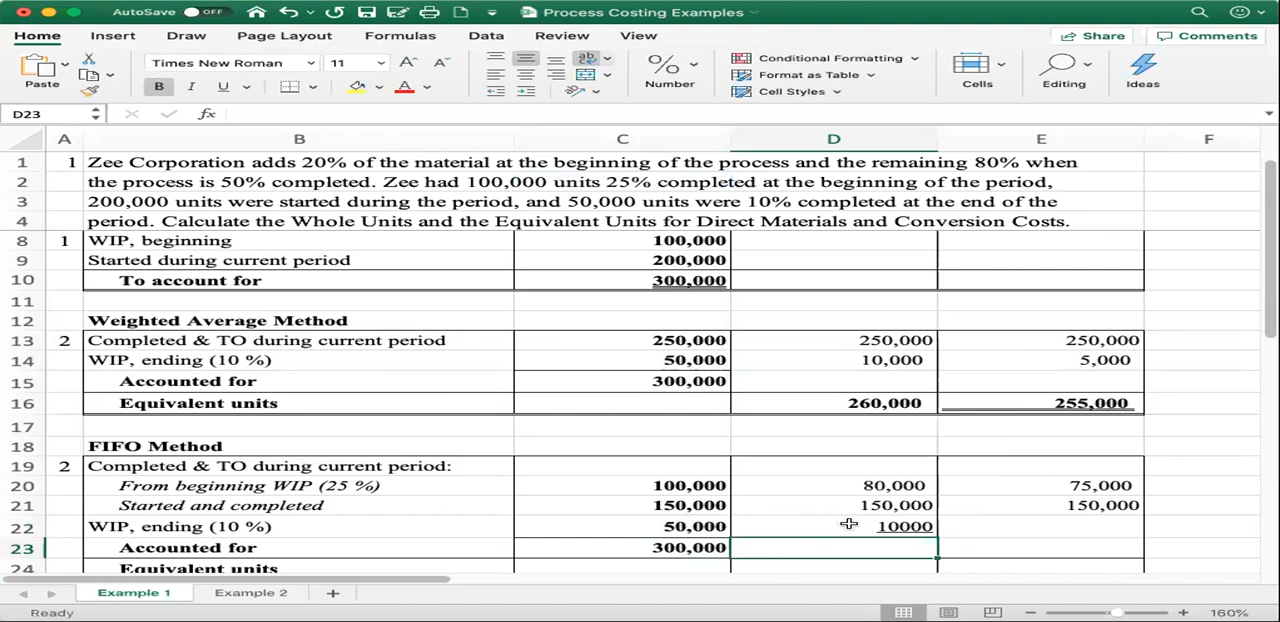 AutoSave OFF Process Costing Examples
Home Insert Draw Page Layout Formulas Data Review View Share Comments
Times New Roman 11 A A Conditional Formatting
Format as Table
Paste B I U A Number Cell Styles Cells Editing Ideas
D23 fx
A B C D E F
1 1 Zee Corporation adds 20% of the material at the beginning of the process and the remaining 80% when
2 the process is 50% completed. Zee had 100,000 units 25% completed at the beginning of the period,
3 200,000 units were started during the period, and 50,000 units were 10% completed at the end of the
4 period. Calculate the Whole Units and the Equivalent Units for Direct Materials and Conversion Costs.
8 1 WIP, beginning 100,000
9 Started during current period 200,000
10 To account for 300,000
11
12 Weighted Average Method
13 2 Completed & TO during current period 250,000 250,000 250,000
14 WIP, ending (10 %) 50,000 10,000 5,000
15 Accounted for 300,000
16 Equivalent units 260,000 255,000
17
18 FIFO Method
19 2 Completed & TO during current period:
20 From beginning WIP (25 %) 100,000 80,000 75,000
21 Started and completed 150,000 150,000 150,000
22 WIP, ending (10 %) 50,000 10000
23 Accounted for 300,000
24 Equivalent units
Example 1 Example 2 +
Ready 160%